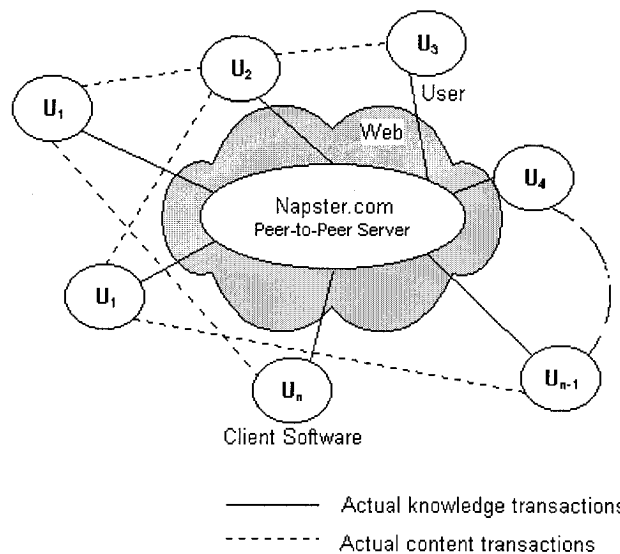 U₃
U₂
User
U₁
Web
U₄
Napster.com
Peer-to-Peer Server
U₁
Uₙ₋₁
Uₙ
Client Software
Actual knowledge transactions
Actual content transactions